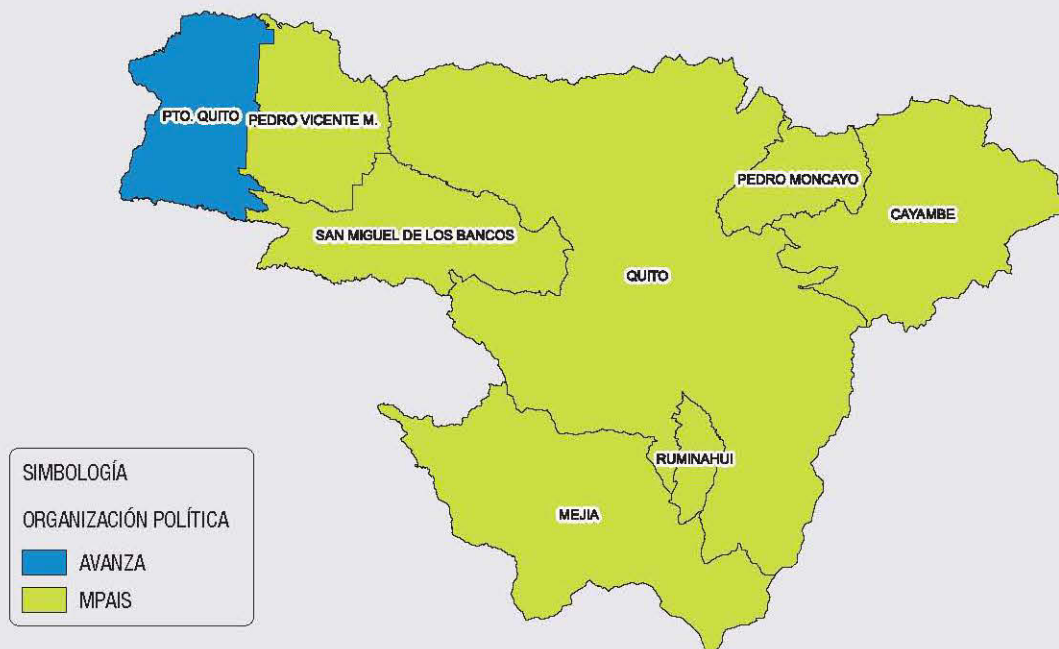 PTO. QUITO
PEDRO VICENTE M.
PEDRO MONCAYO
CAYAMBE
SAN MIGUEL DE LOS BANCOS
QUITO
RUMINAHUI
MEJIA
SIMBOLOGÍA
ORGANIZACIÓN POLÍTICA
AVANZA
MPAIS